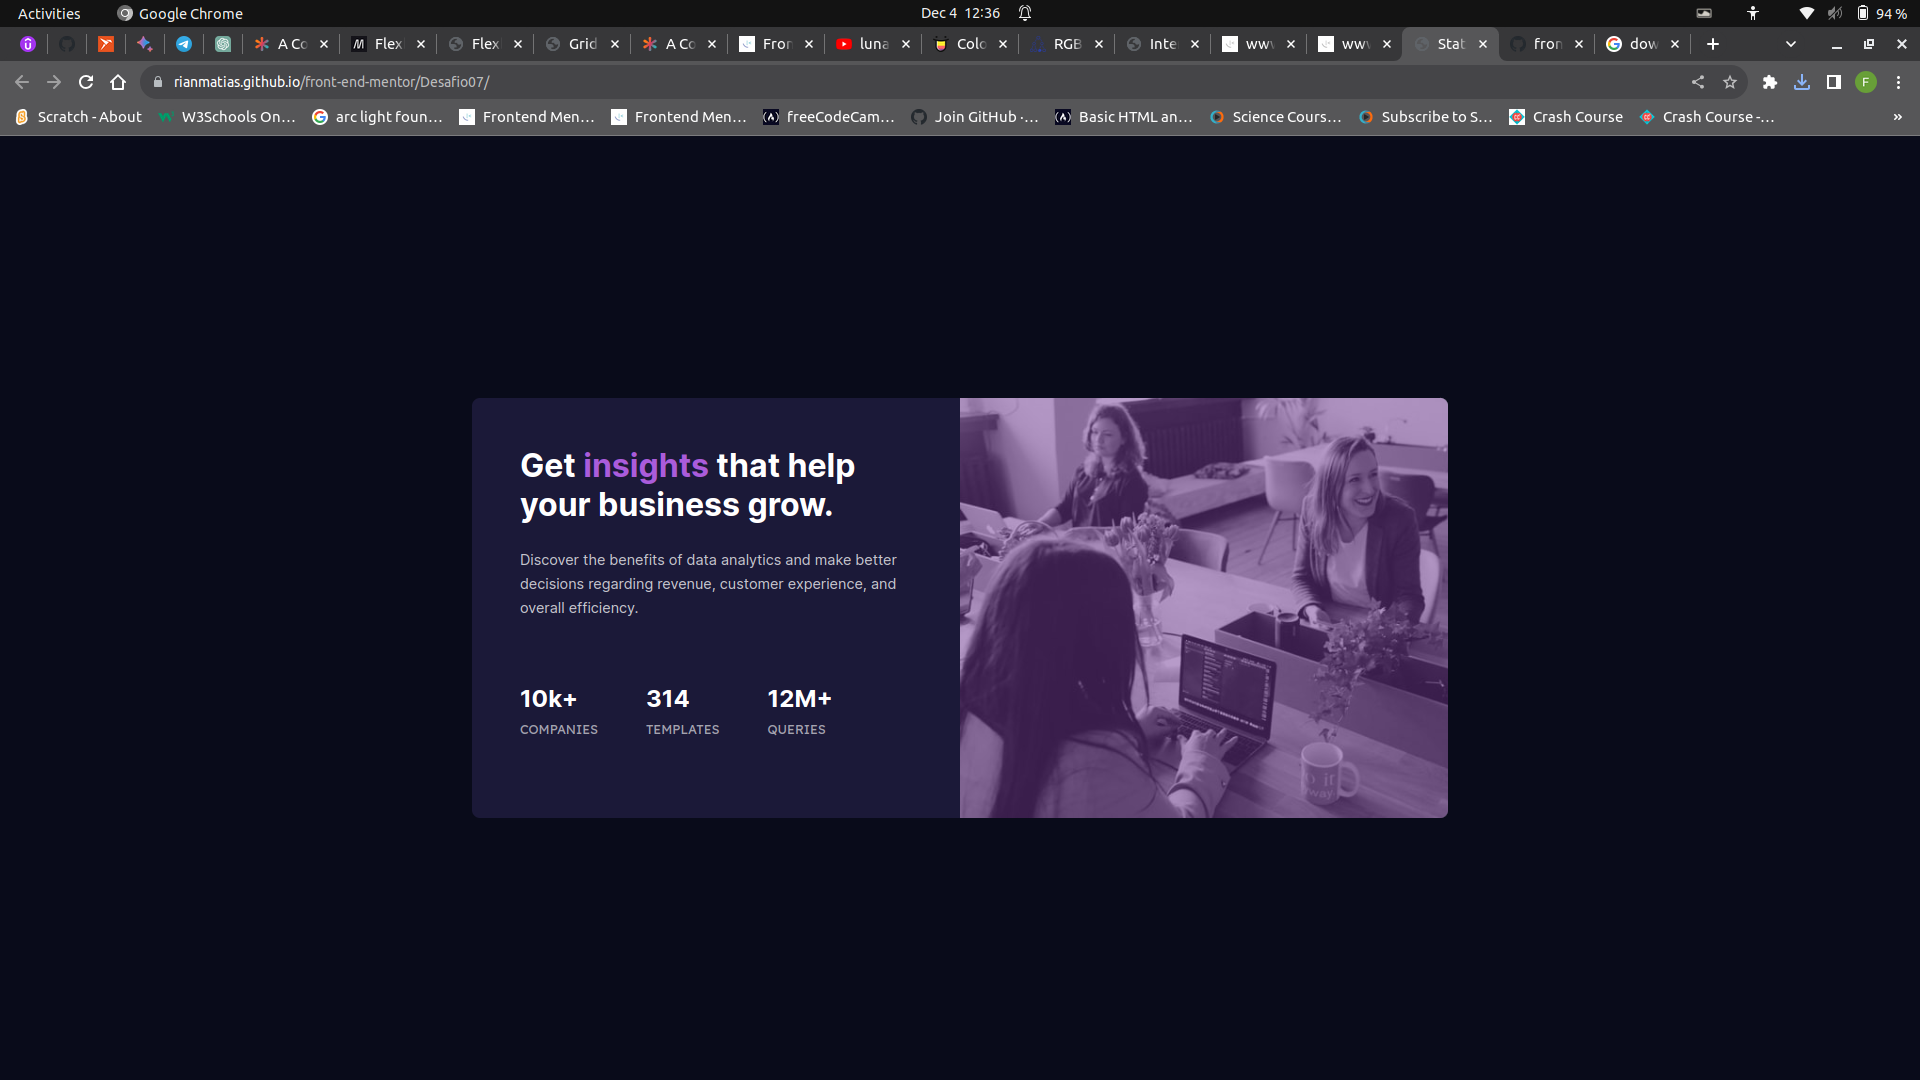 Activities Google Chrome Dec 4 12:36 94 %
A Co Flex Flex Grid A Co Fron luna Colo RGB Inte www www Stat fron dow
rianmatias.github.io/front-end-mentor/Desafio07/ F
Scratch - About W3Schools On... arc light foun... Frontend Men... Frontend Men... freeCodeCam... Join GitHub ·... Basic HTML an... Science Cours... Subscribe to S... Crash Course Crash Course -... »
Get insights that help
your business grow.
Discover the benefits of data analytics and make better
decisions regarding revenue, customer experience, and
overall efficiency.
10k+ 314 12M+
COMPANIES TEMPLATES QUERIES